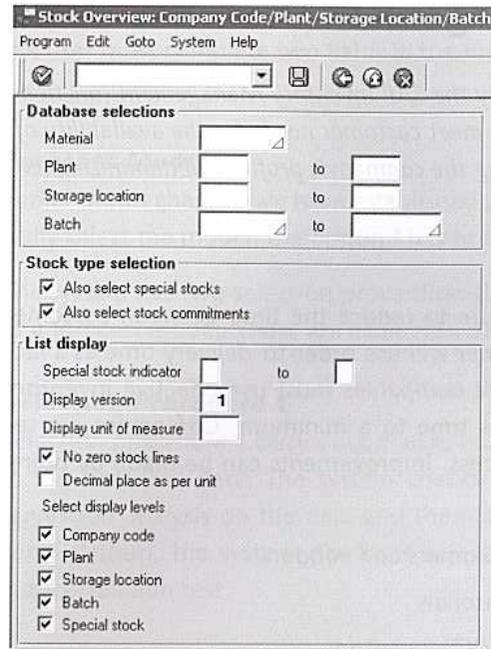 Stock Overview: Company Code/Plant/Storage Location/Batch
Program Edit Goto System Help
Database selections
Material
Plant to
Storage location to
Batch to
Stock type selection
Also select special stocks
Also select stock commitments
List display
Special stock indicator to
Display version 1
Display unit of measure
No zero stock lines
Decimal place as per unit
Select display levels
Company code
Plant
Storage location
Batch
Special stock